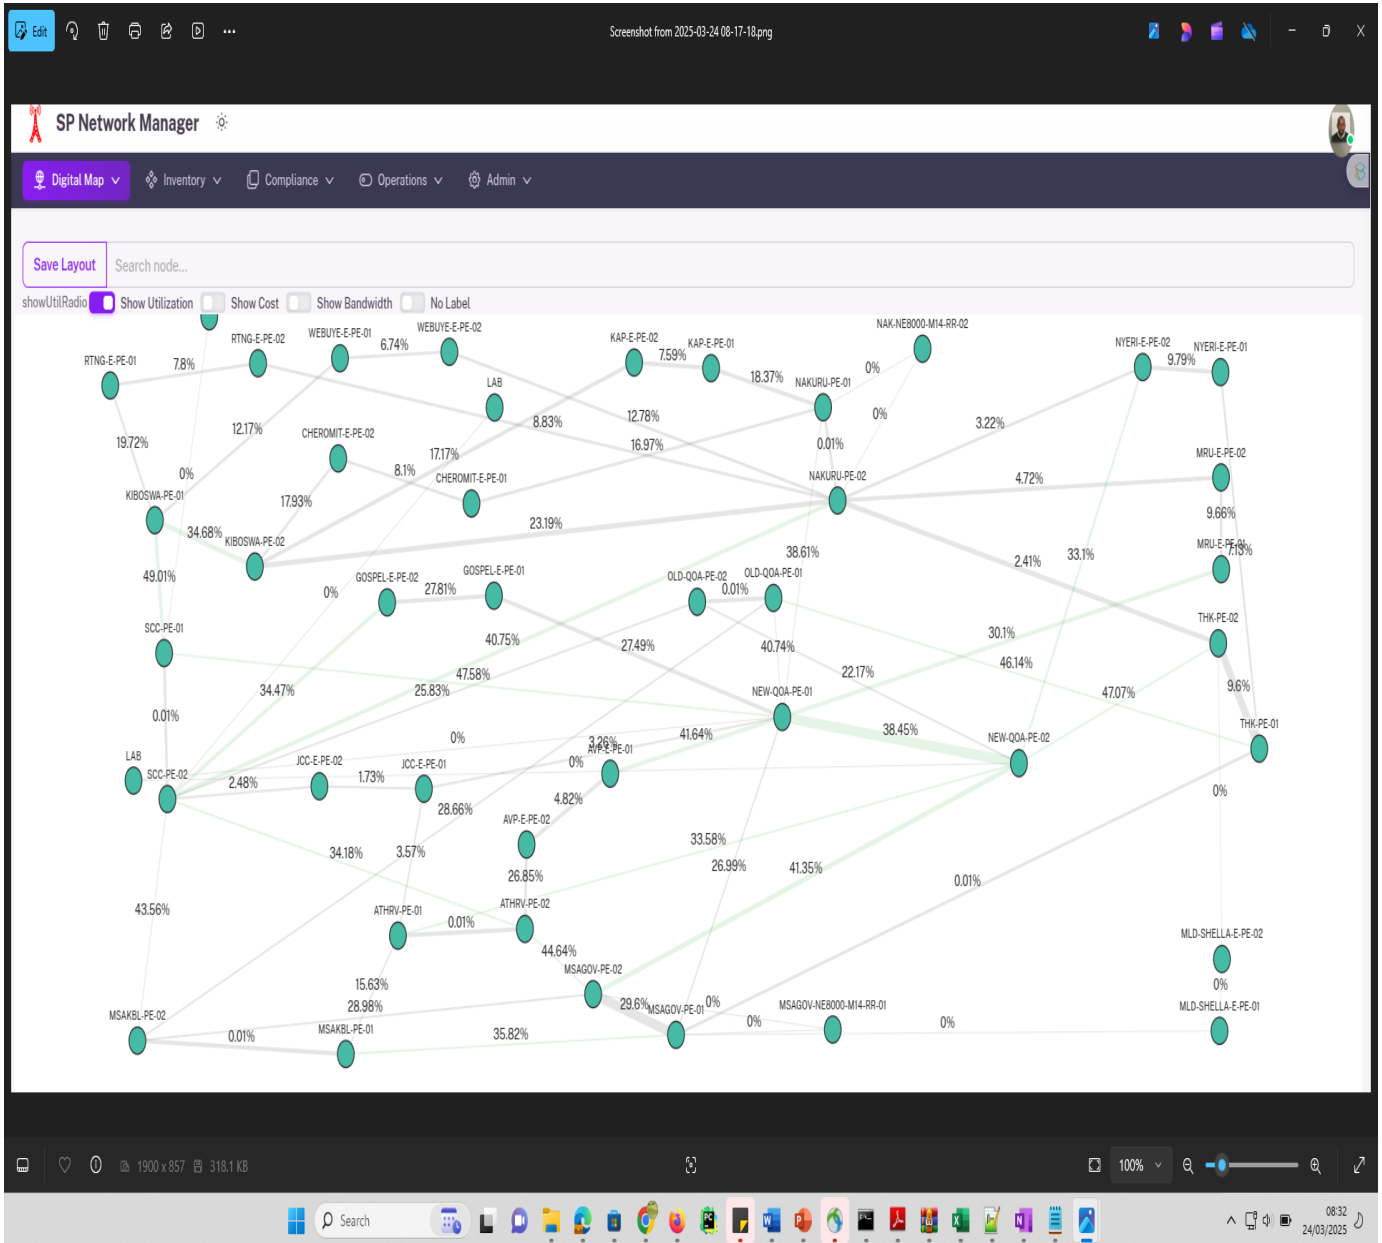 Edit
Screenshot from 2025-03-24 08-17-18.png
SP Network Manager
Digital Map
Inventory
Compliance
Operations
Admin
Save Layout
Search node...
showUtilRadio
Show Utilization
Show Cost
Show Bandwidth
No Label
RTNG-E-PE-01
7.8%
RTNG-E-PE-02
WEBUYE-E-PE-01
6.74%
WEBUYE-E-PE-02
KAP-E-PE-02
7.59%
KAP-E-PE-01
NAK-NE8000-M14-RR-02
NYERI-E-PE-02
9.79%
NYERI-E-PE-01
18.37%
NAKURU-PE-01
0%
LAB
19.72%
12.17%
CHEROMIT-E-PE-02
8.83%
12.78%
0%
3.22%
17.17%
16.97%
0.01%
MRU-E-PE-02
0%
8.1%
CHEROMIT-E-PE-01
NAKURU-PE-02
4.72%
KIBOSWA-PE-01
17.93%
9.66%
34.68%
KIBOSWA-PE-02
23.19%
38.61%
2.41%
33.1%
MRU-E-PE-01
7.13%
49.01%
0%
GOSPEL-E-PE-02
27.81%
GOSPEL-E-PE-01
OLD-QOA-PE-02
0.01%
OLD-QOA-PE-01
SCC-PE-01
40.75%
27.49%
40.74%
30.1%
THK-PE-02
47.58%
22.17%
46.14%
34.47%
25.83%
NEW-QOA-PE-01
47.07%
9.6%
0.01%
0%
3.26%
41.64%
38.45%
NEW-QOA-PE-02
THK-PE-01
LAB
SCC-PE-02
2.48%
JCC-E-PE-02
1.73%
JCC-E-PE-01
0%
AVP-E-PE-01
0%
28.66%
4.82%
AVP-E-PE-02
34.18%
3.57%
33.58%
26.99%
41.35%
26.85%
0.01%
43.56%
ATHRV-PE-01
0.01%
ATHRV-PE-02
44.64%
MLD-SHELLA-E-PE-02
15.63%
MSAGOV-PE-02
0%
28.98%
29.6%
MSAGOV-PE-01
0%
MSAGOV-NE8000-M14-RR-01
MLD-SHELLA-E-PE-01
MSAKBL-PE-02
0.01%
MSAKBL-PE-01
35.82%
0%
0%
1900 x 857
318.1 KB
100%
Search
08:32
24/03/2025